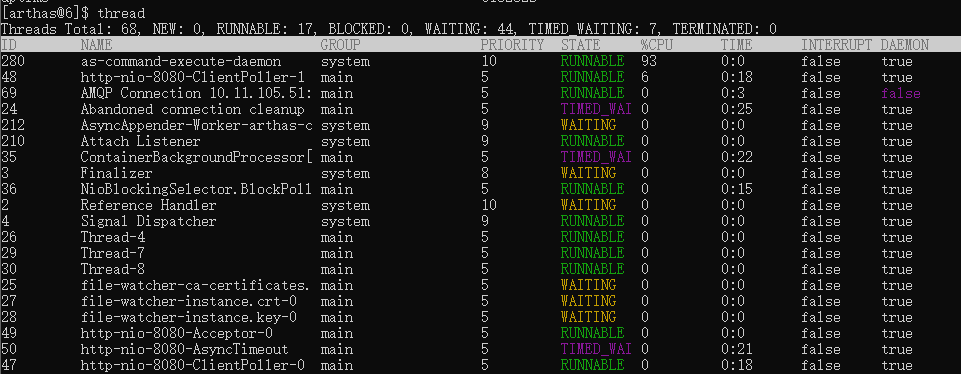 [arthas@6]$ thread
Threads Total: 68, NEW: 0, RUNNABLE: 17, BLOCKED: 0, WAITING: 44, TIMED_WAITING: 7, TERMINATED: 0
ID NAME GROUP PRIORITY STATE %CPU TIME INTERRUPT DAEMON
280 as-command-execute-daemon system 10 RUNNABLE 93 0:0 false true
48 http-nio-8080-ClientPoller-1 main 5 RUNNABLE 6 0:18 false true
69 AMQP Connection 10.11.105.51: main 5 RUNNABLE 0 0:3 false false
24 Abandoned connection cleanup main 5 TIMED_WAI 0 0:25 false true
212 AsyncAppender-Worker-arthas-c system 9 WAITING 0 0:0 false true
210 Attach Listener system 9 RUNNABLE 0 0:0 false true
35 ContainerBackgroundProcessor[ main 5 TIMED_WAI 0 0:22 false true
3 Finalizer system 8 WAITING 0 0:0 false true
36 NioBlockingSelector.BlockPoll main 5 RUNNABLE 0 0:15 false true
2 Reference Handler system 10 WAITING 0 0:0 false true
4 Signal Dispatcher system 9 RUNNABLE 0 0:0 false true
26 Thread-4 main 5 RUNNABLE 0 0:0 false true
29 Thread-7 main 5 RUNNABLE 0 0:0 false true
30 Thread-8 main 5 RUNNABLE 0 0:0 false true
25 file-watcher-ca-certificates. main 5 WAITING 0 0:0 false true
27 file-watcher-instance.crt-0 main 5 WAITING 0 0:0 false true
28 file-watcher-instance.key-0 main 5 WAITING 0 0:0 false true
49 http-nio-8080-Acceptor-0 main 5 RUNNABLE 0 0:0 false true
50 http-nio-8080-AsyncTimeout main 5 TIMED_WAI 0 0:21 false true
47 http-nio-8080-ClientPoller-0 main 5 RUNNABLE 0 0:18 false true